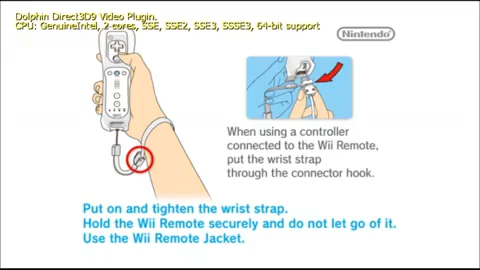 Dolphin Direct3D9 Video Plugin.
CPU: GenuineIntel, 2 cores, SSE, SSE2, SSE3, SSSE3, 64-bit support
Nintendo
When using a controller
connected to the Wii Remote,
put the wrist strap
through the connector hook.
Put on and tighten the wrist strap.
Hold the Wii Remote securely and do not let go of it.
Use the Wii Remote Jacket.